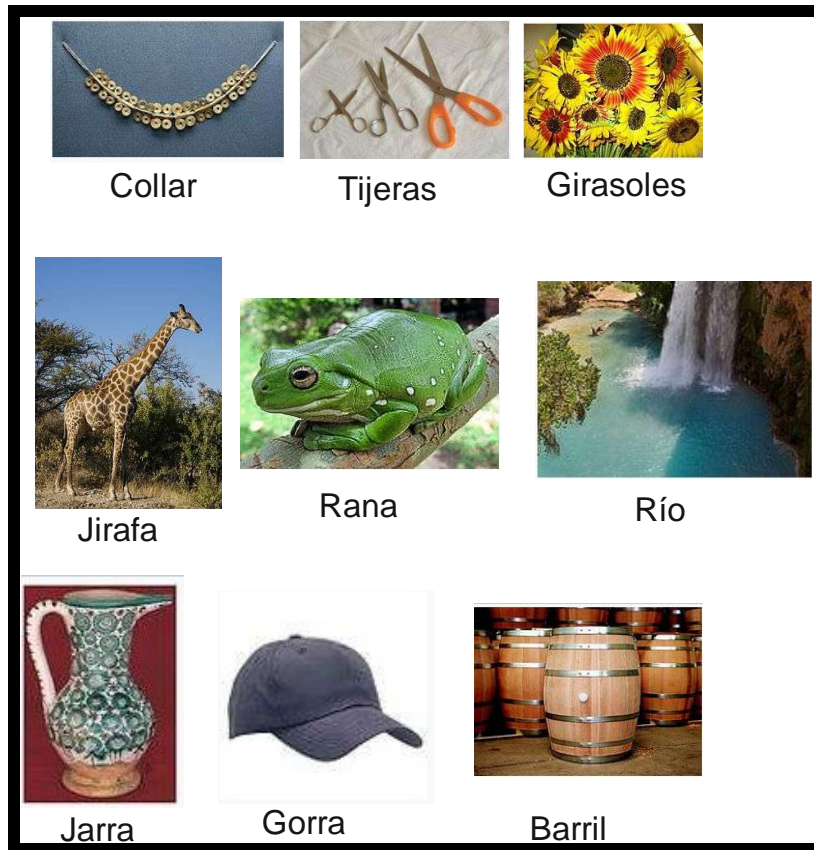 Collar
Tijeras
Girasoles
Jirafa
Rana
Río
Jarra
Gorra
Barril